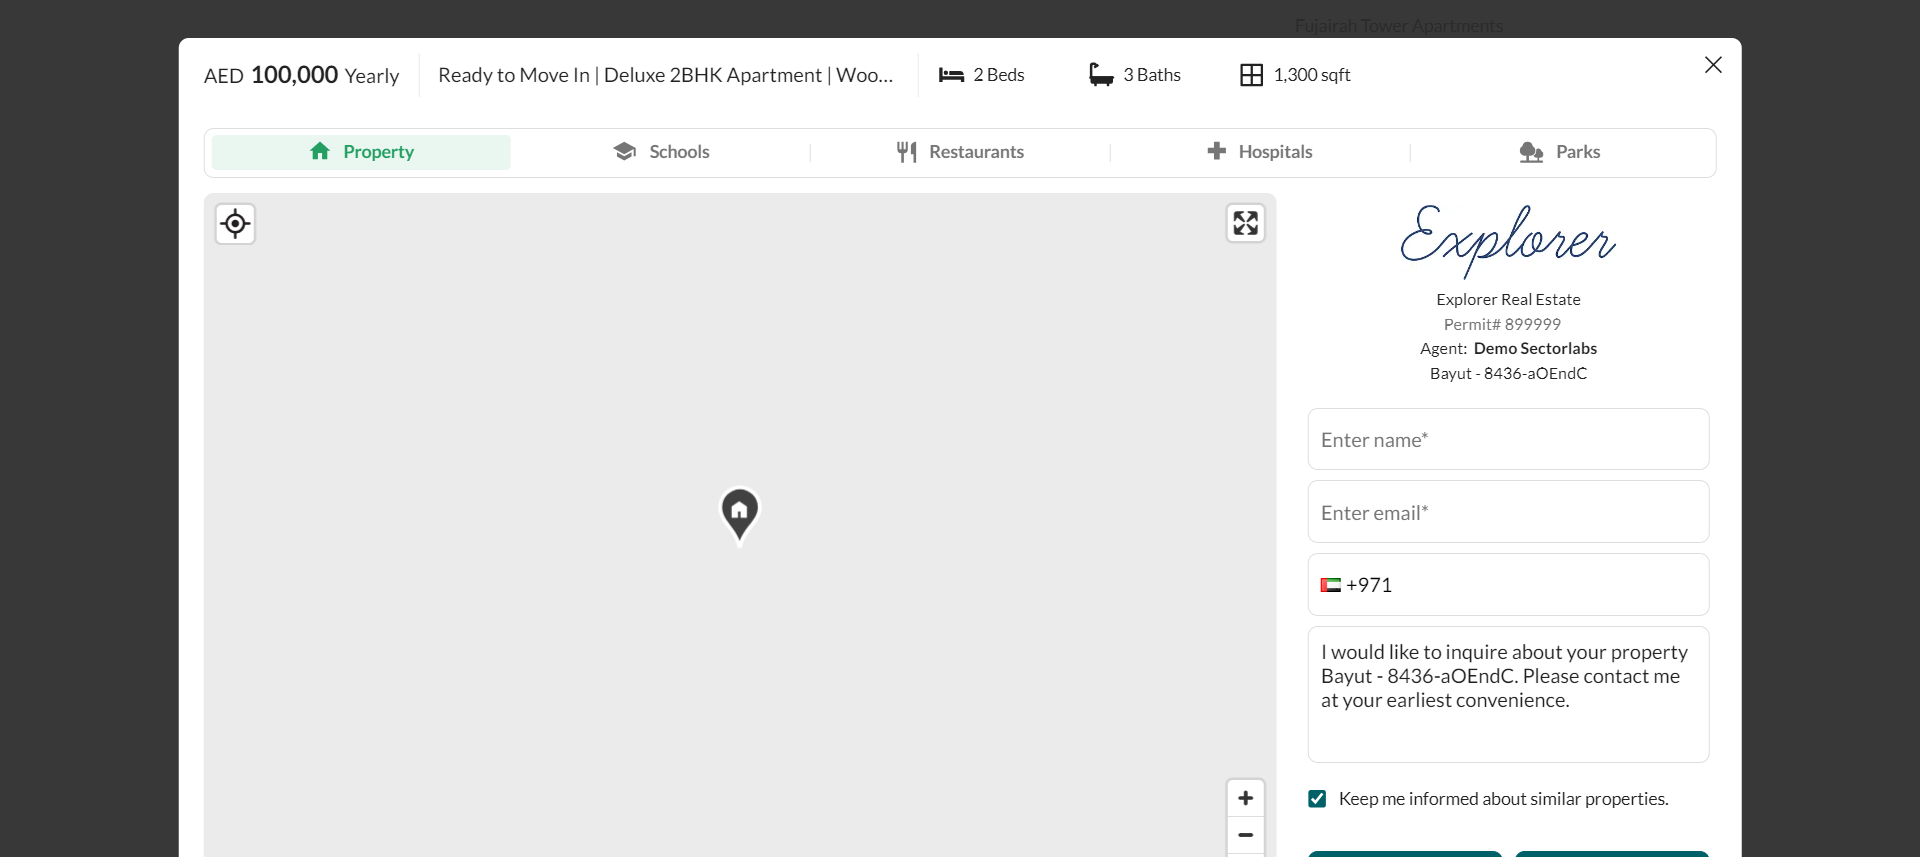 Fujairah Tower Apartments
AED 100,000 Yearly
Ready to Move In | Deluxe 2BHK Apartment | Woo...
2 Beds
3 Baths
1,300 sqft
Property
Schools
Restaurants
Hospitals
Parks
Explorer
Explorer Real Estate
Permit# 899999
Agent: Demo Sectorlabs
Bayut - 8436-aOEndC
Enter name*
Enter email*
+971
I would like to inquire about your property
Bayut - 8436-aOEndC. Please contact me
at your earliest convenience.
Keep me informed about similar properties.